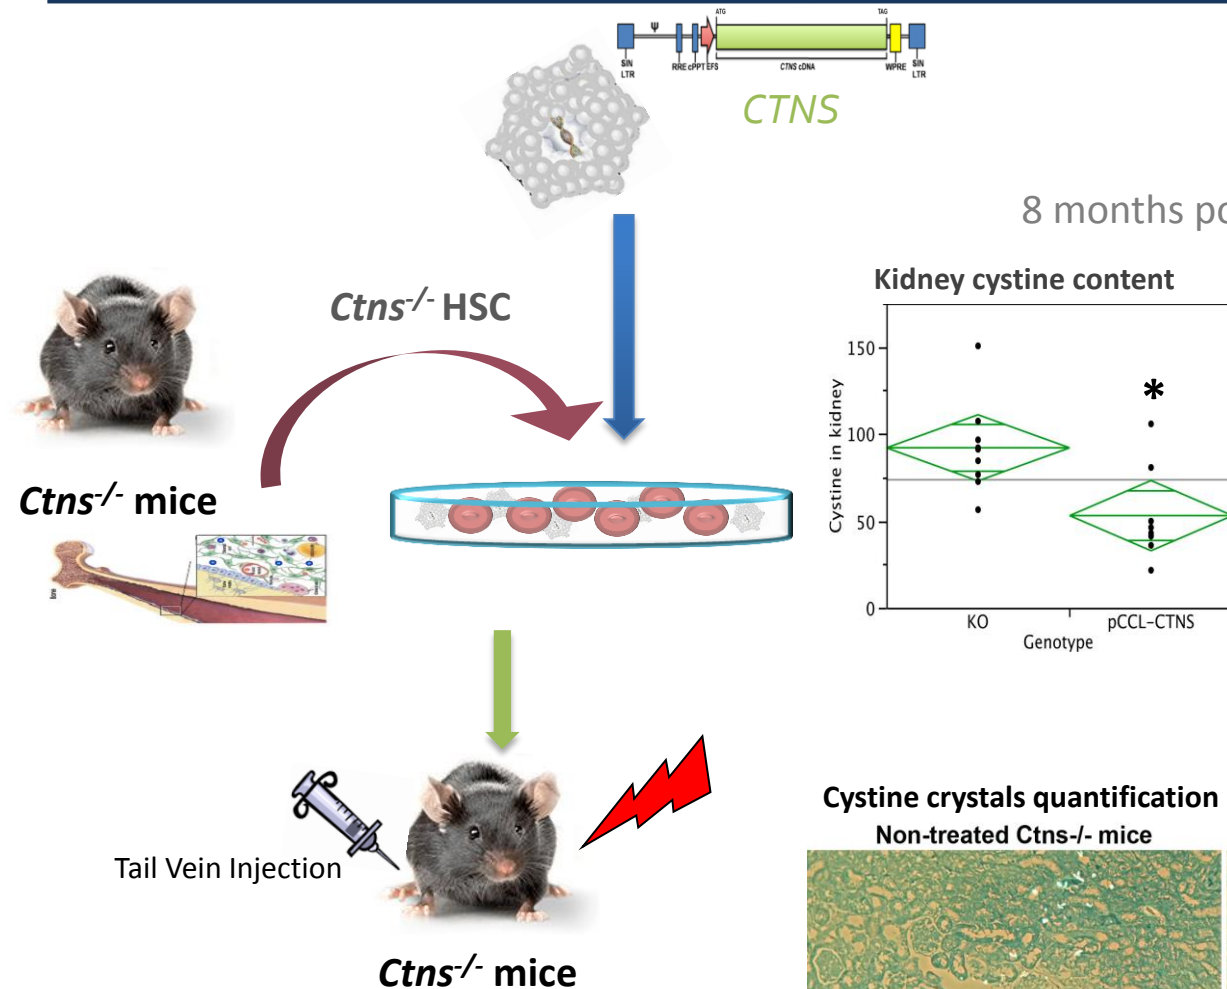 ATG TAG
Ψ
SIN
LTR
RRE cPPT EFS
CTNS cDNA
WPRE
SIN
LTR
CTNS
8 months
Kidney cystine content
Ctns-/- HSC
150
100
50
0
Cystine in kidney
*
KO
pCCL-CTNS
Genotype
Ctns-/- mice
Bone
Tail Vein Injection
Ctns-/- mice
Cystine crystals quantification
Non-treated Ctns-/- mice